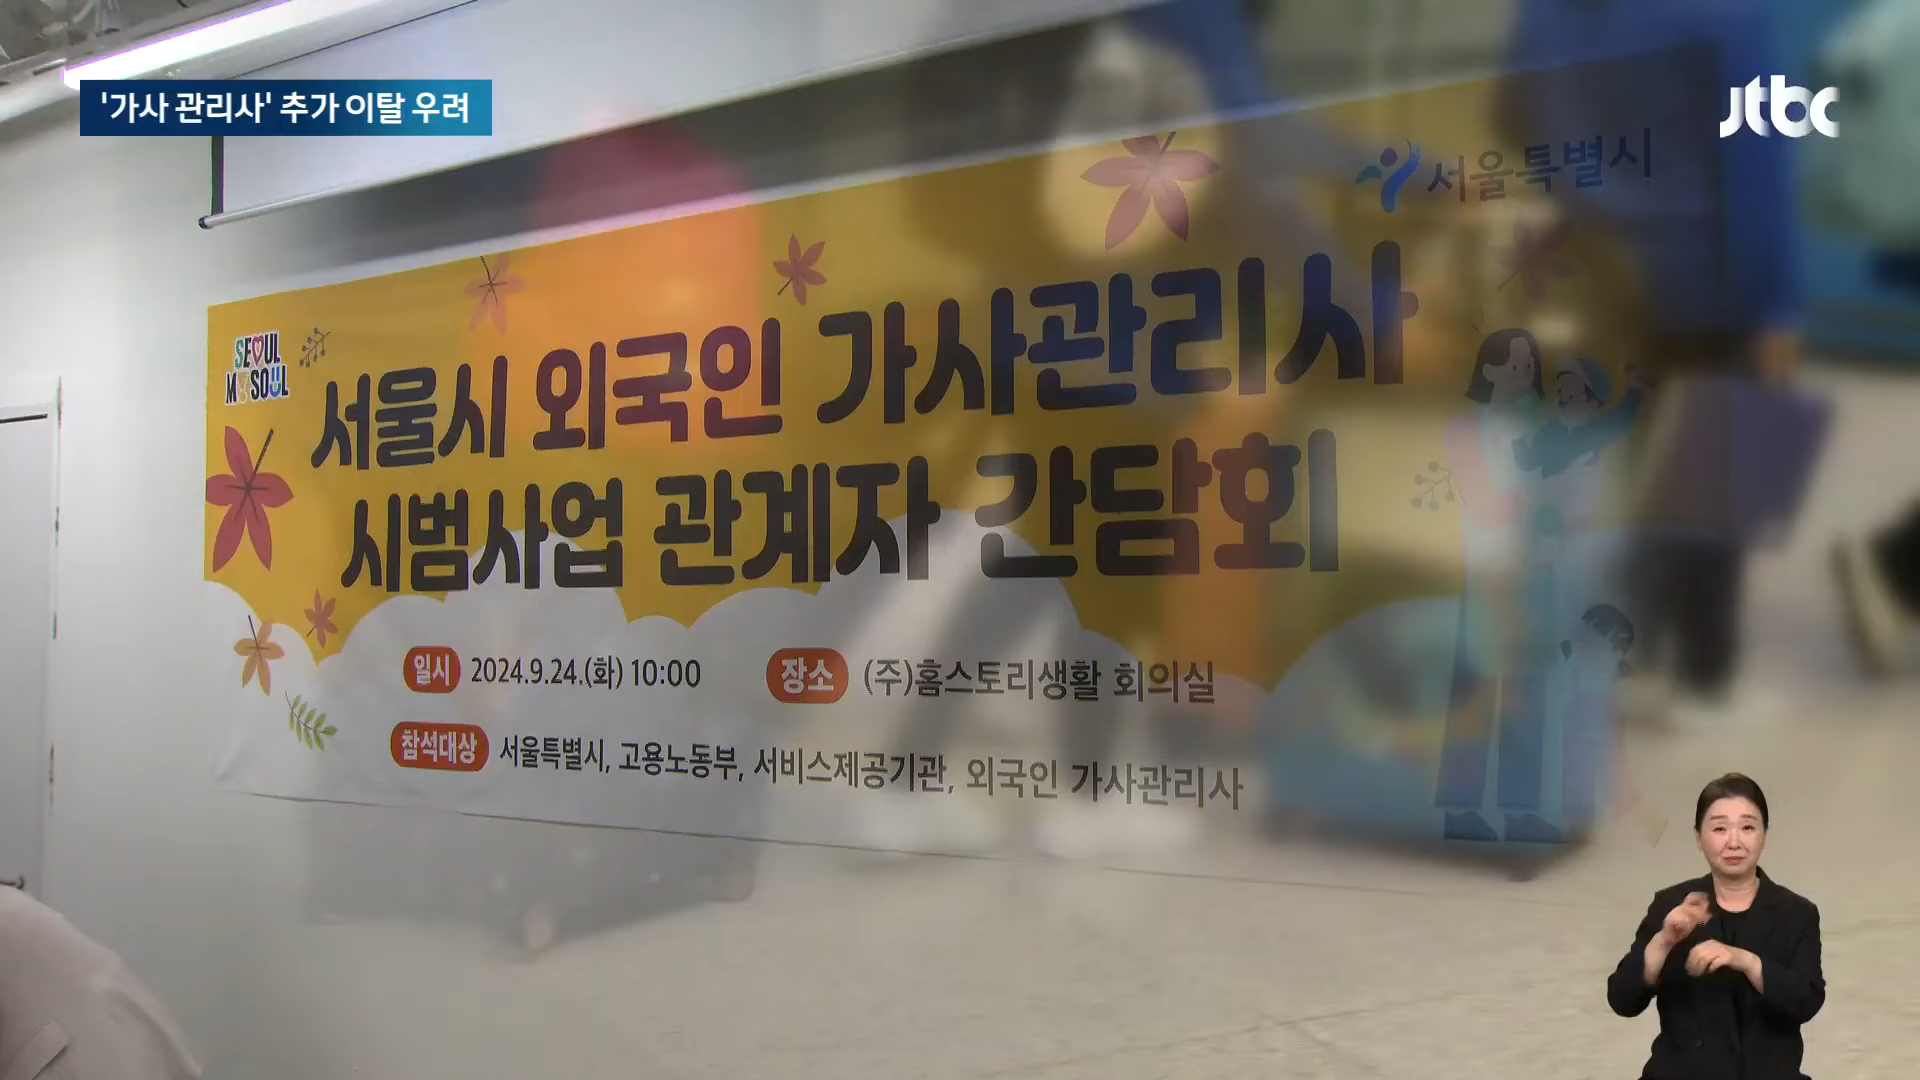 '가사 관리사' 추가 이탈 우려
jtbc
서울특별시
SEOUL
MY SOUL
서울시 외국인 가사관리사
시범사업 관계자 간담회
일시 2024.9.24.(화) 10:00 장소 (주)홈스토리생활 회의실
참석대상 서울특별시, 고용노동부, 서비스제공기관, 외국인 가사관리사